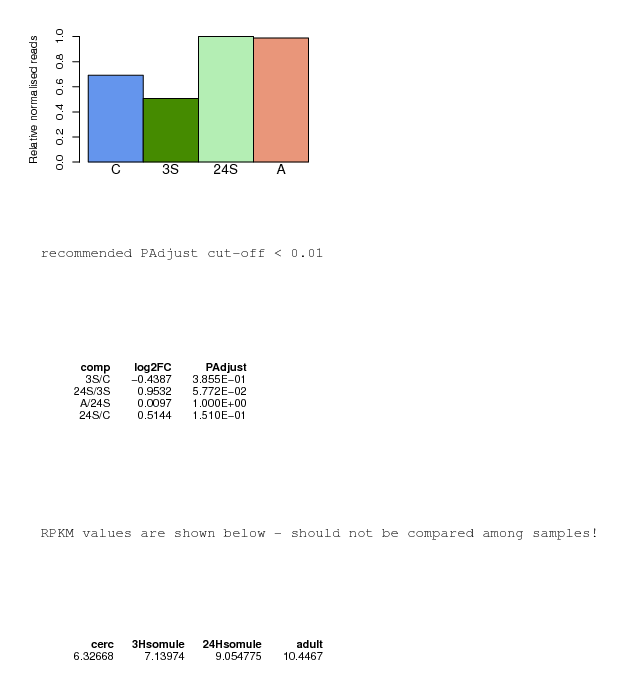 Relative normalised reads
1.0
0.8
0.6
0.4
0.2
0.0
C 3S 24S A
recommended PAdjust cut-off < 0.01
comp log2FC PAdjust
3S/C −0.4387 3.855E−01
24S/3S 0.9532 5.772E−02
A/24S 0.0097 1.000E+00
24S/C 0.5144 1.510E−01
RPKM values are shown below - should not be compared among samples!
cerc 3Hsomule 24Hsomule adult
6.32668 7.13974 9.054775 10.4467